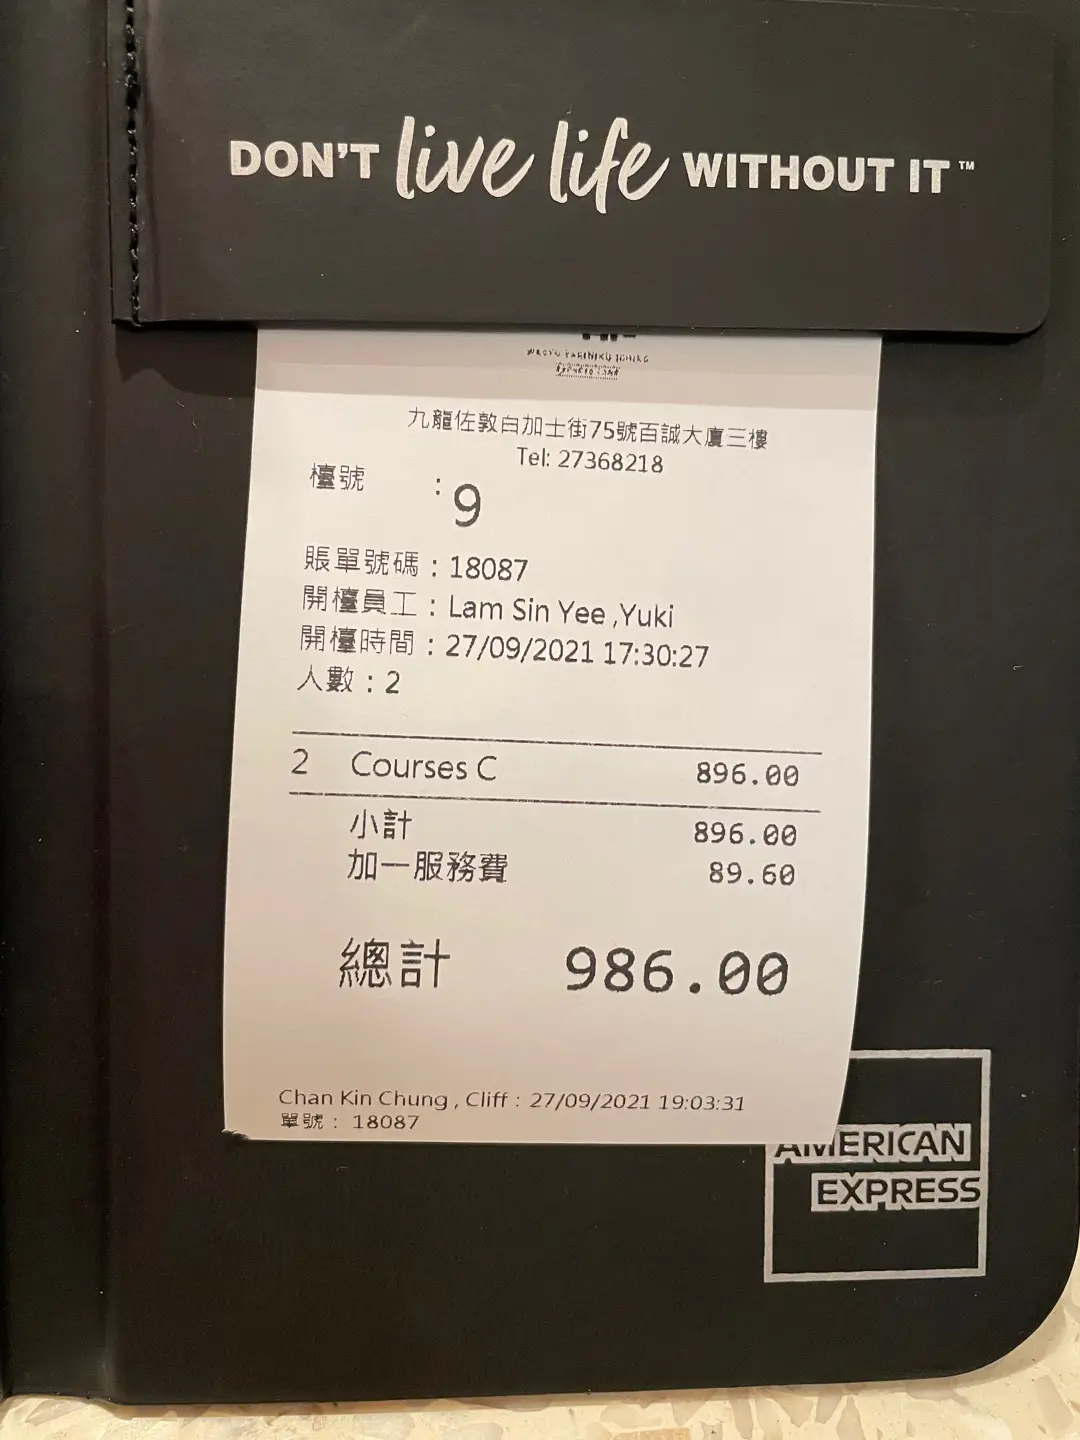 DON'T live life WITHOUT IT™
九龍佐敦白加士街75號百誠大廈三樓
Tel: 27368218
檯號 : 9
賬單號碼 : 18087
開檯員工 : Lam Sin Yee ,Yuki
開檯時間 : 27/09/2021 17:30:27
人數 : 2
2 Courses C 896.00
小計 896.00
加一服務費 89.60
總計 986.00
Chan Kin Chung , Cliff : 27/09/2021 19:03:31
單號 : 18087
AMERICAN
EXPRESS